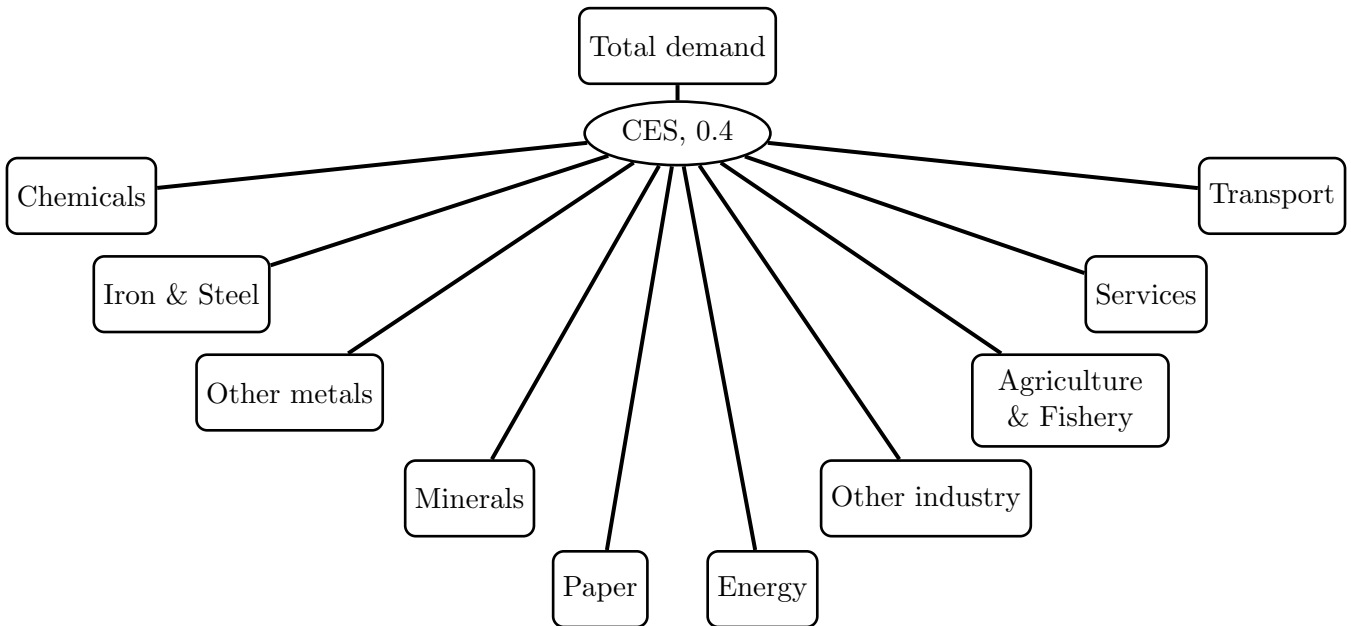 Total demand
CES, 0.4
Chemicals
Transport
Iron & Steel
Services
Other metals
Agriculture
& Fishery
Minerals
Other industry
Paper
Energy